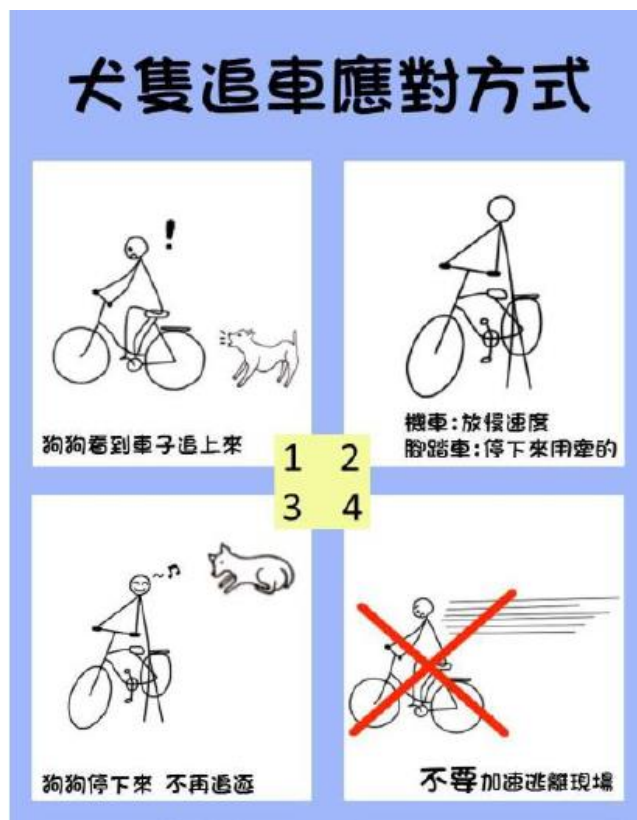 犬隻追車應對方式
!
狗狗看到車子追上來
機車:放慢速度
腳踏車:停下來用牽的
1 2
3 4
狗狗停下來 不再追逐
不要加速逃離現場